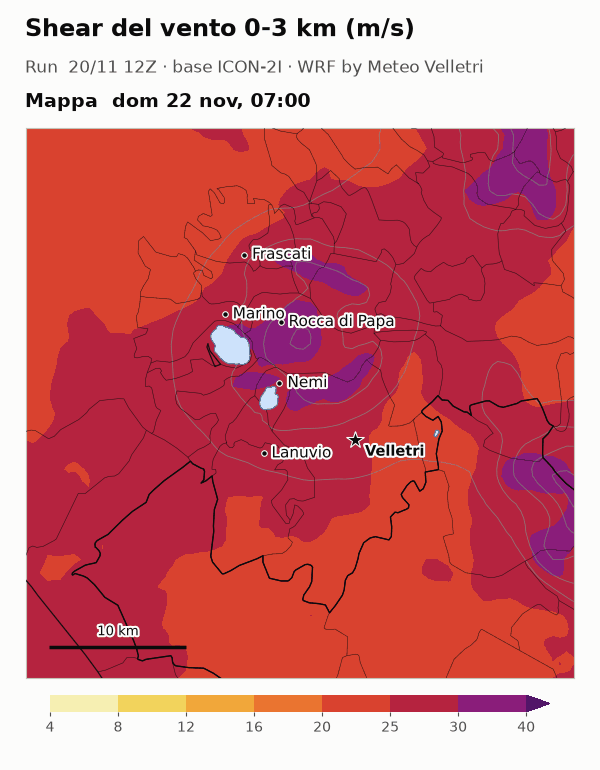 Shear del vento 0-3 km (m/s)
Run  20/11 12Z · base ICON-2I · WRF by Meteo Velletri
Mappa  dom 22 nov, 07:00
Frascati
Marino
Rocca di Papa
Nemi
Velletri
Lanuvio
10 km
4 8 12 16 20 25 30 40